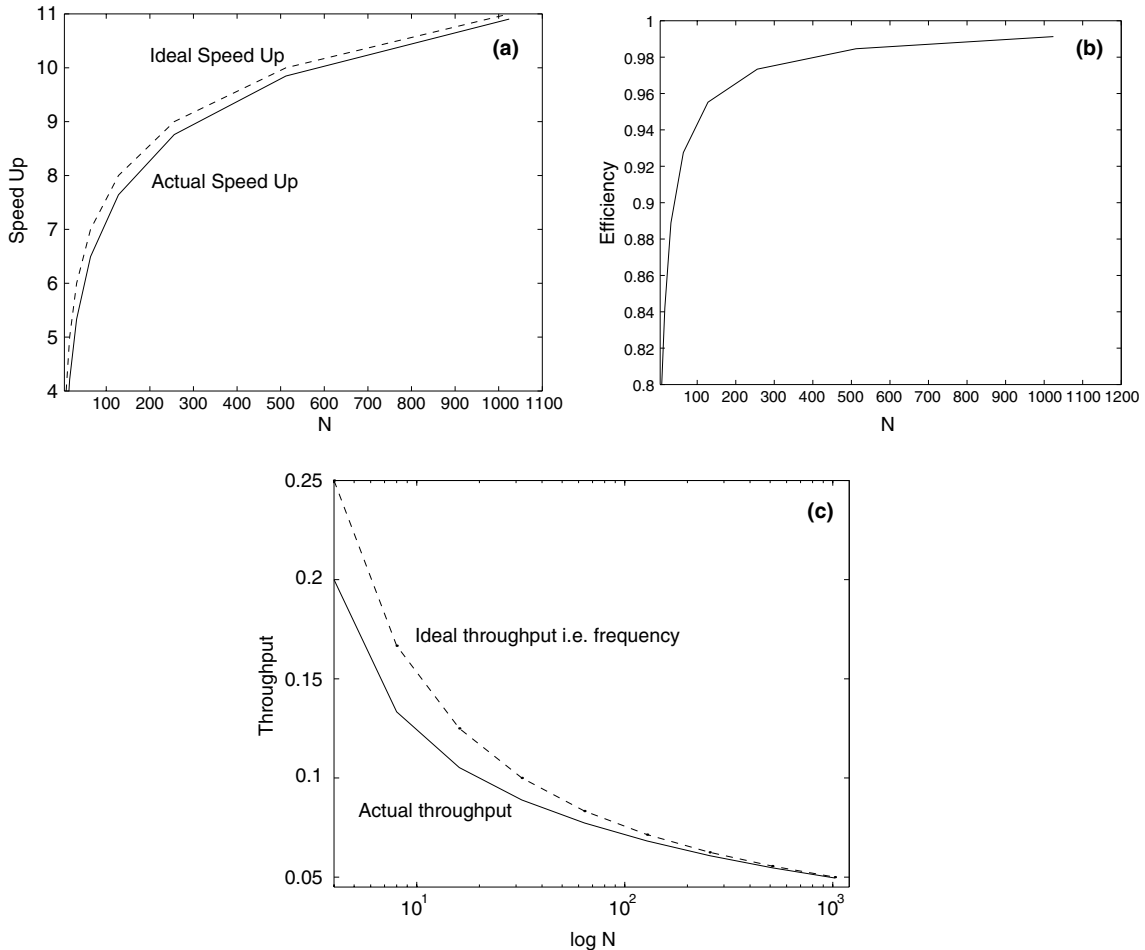 11
10
9
8
7
6
5
4
Speed Up
Ideal Speed Up
(a)
Actual Speed Up
100 200 300 400 500 600 700 800 900 1000 1100
N
1
0.98
0.96
0.94
0.92
0.9
0.88
0.86
0.84
0.82
0.8
Efficiency
(b)
100 200 300 400 500 600 700 800 900 1000 1100 1200
N
0.25
0.2
0.15
0.1
0.05
Throughput
(c)
Ideal throughput i.e. frequency
Actual throughput
10¹ 10² 10³
log N